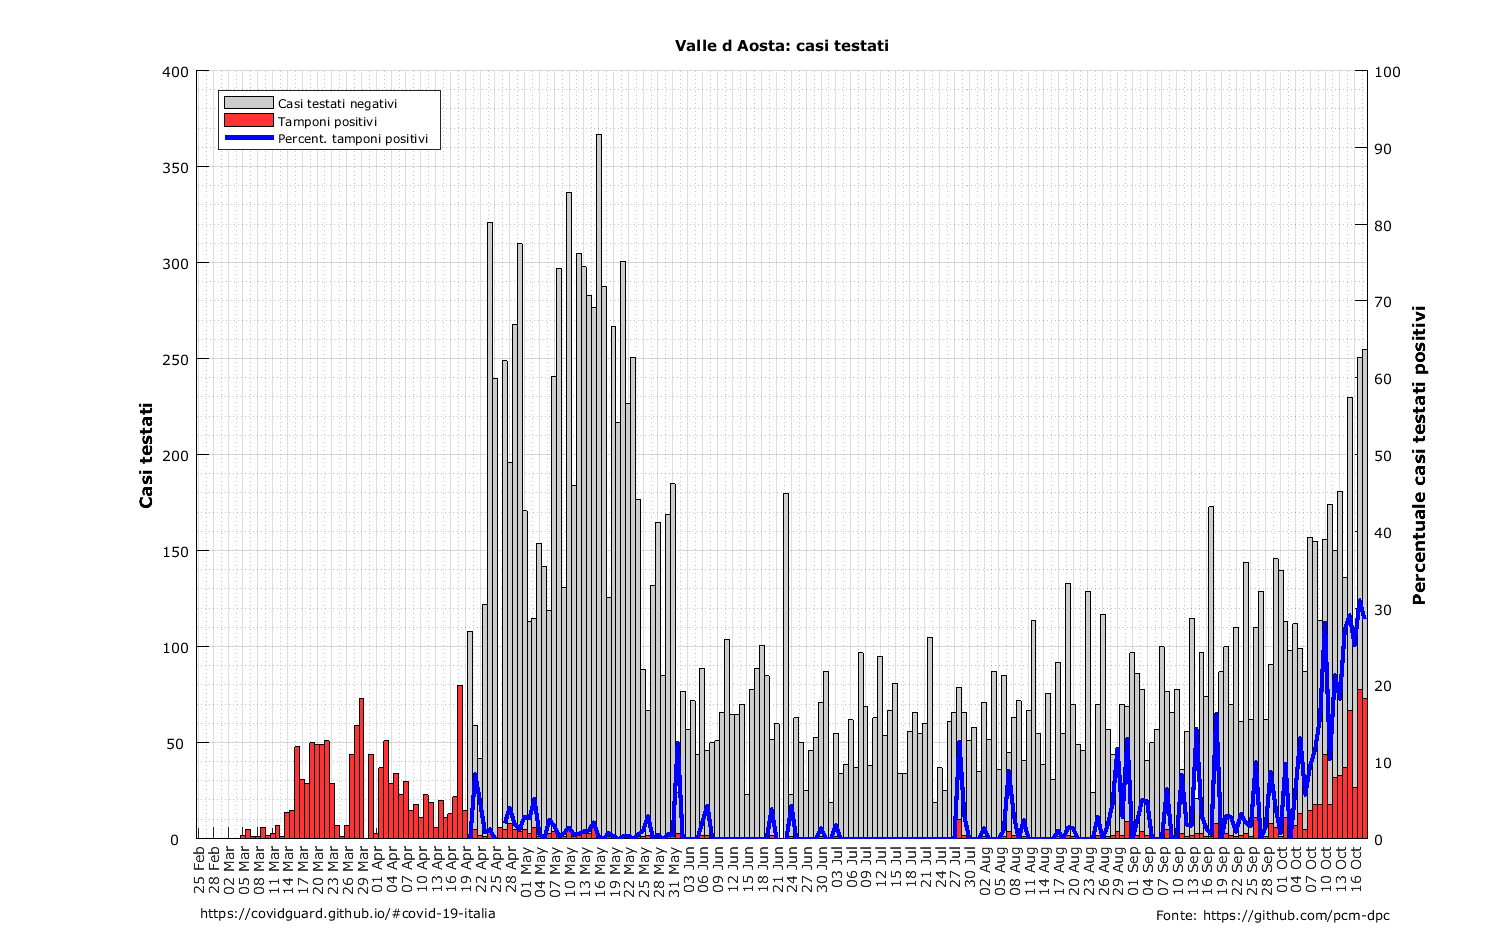 Valle d Aosta: casi testati
Casi testati negativi
Tamponi positivi
Percent. tamponi positivi
Casi testati
400
350
300
250
200
150
100
50
0
100
90
80
70
60
50
40
30
20
10
0
Percentuale casi testati positivi
25 Feb
28 Feb
02 Mar
05 Mar
08 Mar
11 Mar
14 Mar
17 Mar
20 Mar
23 Mar
26 Mar
29 Mar
01 Apr
04 Apr
07 Apr
10 Apr
13 Apr
16 Apr
19 Apr
22 Apr
25 Apr
28 Apr
01 May
04 May
07 May
10 May
13 May
16 May
19 May
22 May
25 May
28 May
31 May
03 Jun
06 Jun
09 Jun
12 Jun
15 Jun
18 Jun
21 Jun
24 Jun
27 Jun
30 Jun
03 Jul
06 Jul
09 Jul
12 Jul
15 Jul
18 Jul
21 Jul
24 Jul
27 Jul
30 Jul
02 Aug
05 Aug
08 Aug
11 Aug
14 Aug
17 Aug
20 Aug
23 Aug
26 Aug
29 Aug
01 Sep
04 Sep
07 Sep
10 Sep
13 Sep
16 Sep
19 Sep
22 Sep
25 Sep
28 Sep
01 Oct
04 Oct
07 Oct
10 Oct
13 Oct
16 Oct
https://covidguard.github.io/#covid-19-italia
Fonte: https://github.com/pcm-dpc